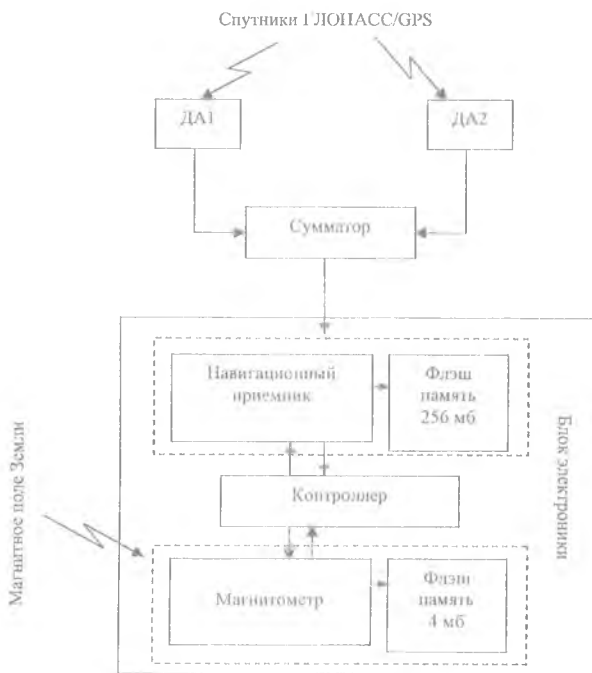 Спутники ГЛОНАСС/GPS
ДА1
ДА2
Сумматор
Навигационный
приемник
Флэш
память
256 мб
Контроллер
Магнитометр
Флэш
память
4 мб
Магнитное поле Земли
Блок электроники